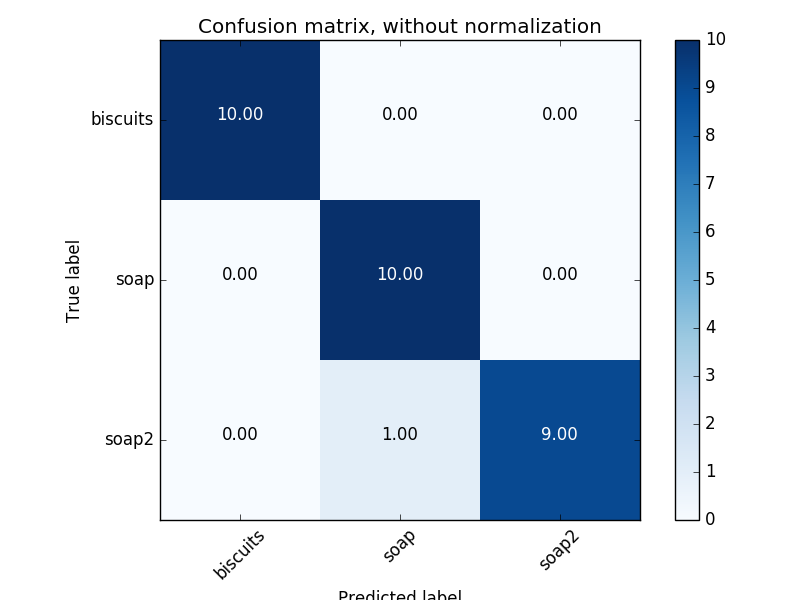 Confusion matrix, without normalization
10
9
8
7
6
5
4
3
2
1
0
True label
biscuits 10.00 0.00 0.00
soap 0.00 10.00 0.00
soap2 0.00 1.00 9.00
biscuits soap soap2
Predicted label